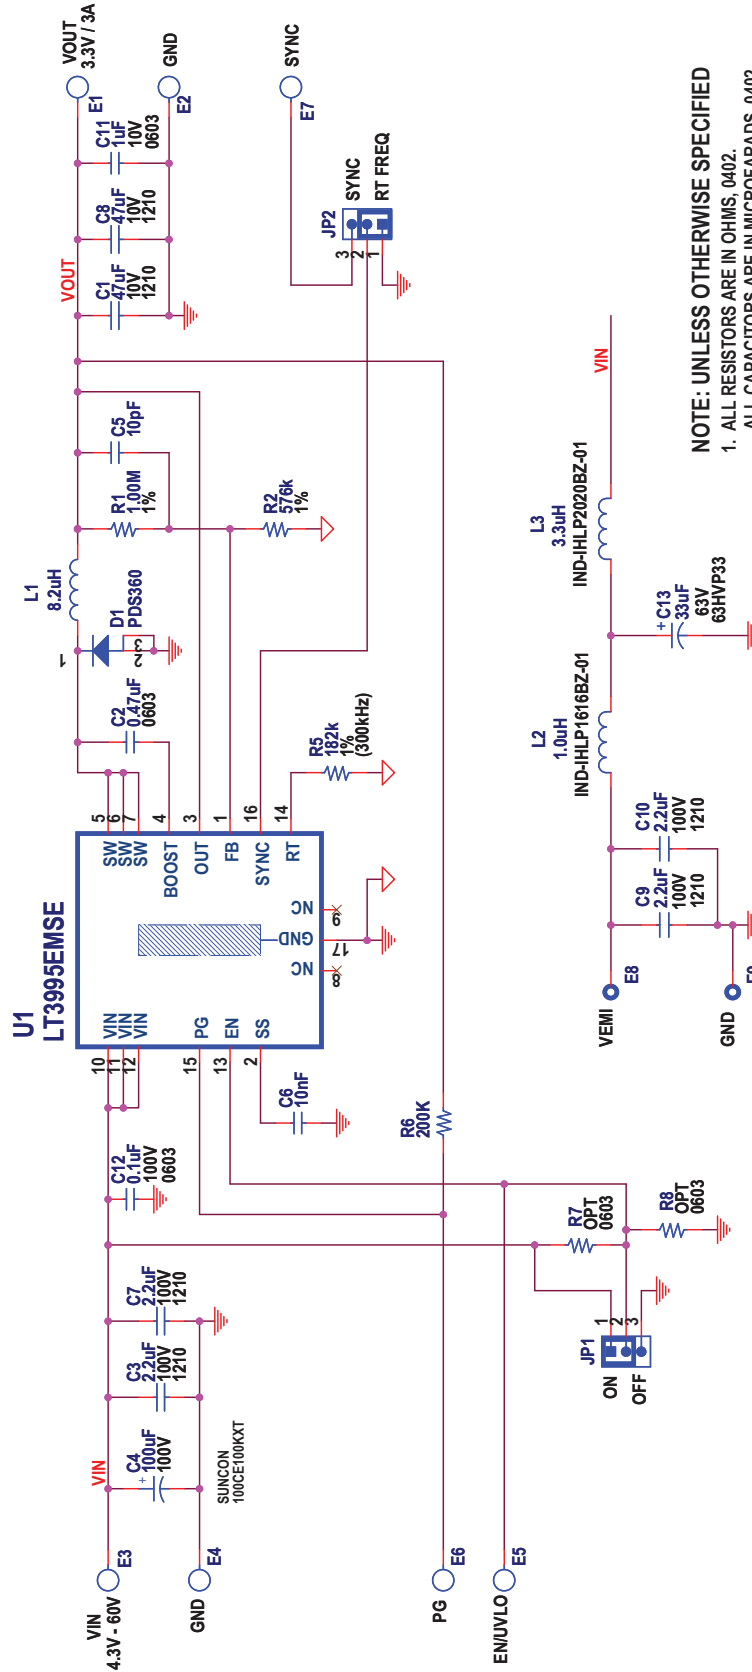 VIN
4.3V - 60V
E3
GND
E4
VIN
C4
100uF
100V
+
SUNCON
100CE100KXT
C3
2.2uF
100V
1210
C7
2.2uF
100V
1210
C12
0.1uF
100V
0603
U1
LT3995EMSE
10
11
12
15
13
2
VIN
VIN
VIN
PG
EN
SS
NC
GND
NC
8
17
9
SW
SW
SW
BOOST
OUT
FB
SYNC
RT
5
6
7
4
3
1
16
14
C6
10nF
C2
0.47uF
0603
1
D1
PDS360
2
3
L1
8.2uH
R1
1.00M
1%
C5
10pF
R2
576k
1%
R5
182k
1%
(300kHz)
VOUT
C1
47uF
10V
1210
C8
47uF
10V
1210
C11
1uF
10V
0603
VOUT
3.3V / 3A
E1
GND
E2
SYNC
E7
JP2
SYNC
RT FREQ
3
2
1
R6
200K
PG
E6
EN/UVLO
E5
JP1
ON
OFF
1
2
3
R7
OPT
0603
R8
OPT
0603
VEMI
E8
GND
C9
2.2uF
100V
1210
C10
2.2uF
100V
1210
L2
1.0uH
IND-IHLP1616BZ-01
+
C13
33uF
63V
63HVP33
L3
3.3uH
IND-IHLP2020BZ-01
VIN
NOTE: UNLESS OTHERWISE SPECIFIED
1. ALL RESISTORS ARE IN OHMS, 0402.
ALL CAPACITORS ARE IN MICROFARADS, 0402.